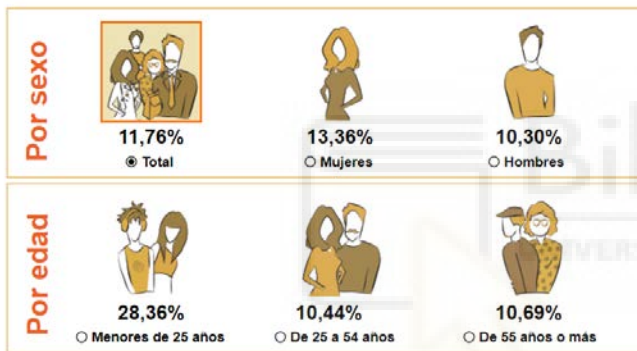 Por sexo
11,76% 13,36% 10,30%
Total Mujeres Hombres
Por edad
28,36% 10,44% 10,69%
Menores de 25 años De 25 a 54 años De 55 años o más